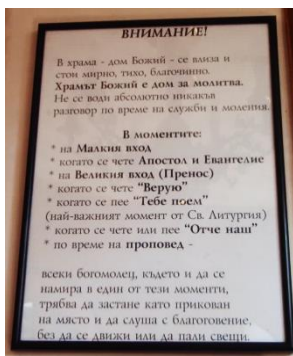 ВНИМАНИЕ!
В храма - дом Божий - се влиза и
стои мирно, тихо, благочинно.
Храмът Божий е дом за молитва.
Не се води абсолютно никакъв
разговор по време на служби и моления.
В моментите:
* на Малкия вход
* когато се чете Апостол и Евангелие
* на Великия вход (Пренос)
* когато се чете "Верую"
* когато се пее "Тебе поем"
(най-важният момент от Св. Литургия)
* когато се чете или пее "Отче наш"
* по време на проповед -
всеки богомолец, където и да се
намира в един от тези моменти,
трябва да застане като прикован
на място и да слуша с благоговение,
без да се движи или да пали свещи.